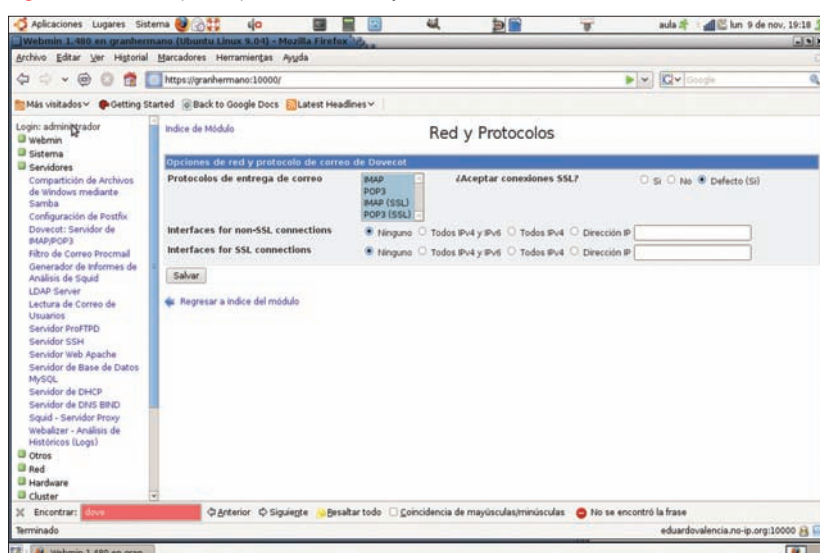 Aplicaciones Lugares Sistema aula lun 9 de nov, 19:18
Webmin 1.480 en granhermano (Ubuntu Linux 9.04) - Mozilla Firefox
Archivo Editar Ver Historial Marcadores Herramientas Ayuda
https://granhermano:10000/ Google
Más visitados Getting Started Back to Google Docs Latest Headlines
Login: administrador
Webmin
Sistema
Servidores
Compartición de Archivos
de Windows mediante
Samba
Configuración de Postfix
Dovecot: Servidor de
IMAP/POP3
Filtro de Correo Procmail
Generador de Informes de
Análisis de Squid
LDAP Server
Lectura de Correo de
Usuarios
Servidor ProFTPD
Servidor SSH
Servidor Web Apache
Servidor de Base de Datos
MySQL
Servidor de DHCP
Servidor de DNS BIND
Squid - Servidor Proxy
Webalizer - Análisis de
Históricos (Logs)
Otros
Red
Hardware
Cluster
Indice de Módulo
Red y Protocolos
Opciones de red y protocolo de correo de Dovecot
Protocolos de entrega de correo
IMAP
POP3
IMAP (SSL)
POP3 (SSL)
¿Aceptar conexiones SSL? Si No Defecto (Si)
Interfaces for non-SSL connections Ninguno Todos IPv4 y IPv6 Todos IPv4 Dirección IP
Interfaces for SSL connections Ninguno Todos IPv4 y IPv6 Todos IPv4 Dirección IP
Salvar
Regresar a índice del módulo
Encontrar: dove Anterior Siguiente Resaltar todo Coincidencia de mayúsculas/minúsculas No se encontró la frase
Terminado eduardovalencia.no-ip.org:10000
Webmin 1.480 en gran